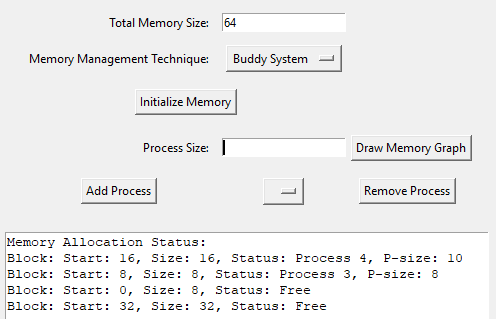 Total Memory Size: 64
Memory Management Technique: Buddy System
Initialize Memory
Process Size: Draw Memory Graph
Add Process Remove Process
Memory Allocation Status:
Block: Start: 16, Size: 16, Status: Process 4, P-size: 10
Block: Start: 8, Size: 8, Status: Process 3, P-size: 8
Block: Start: 0, Size: 8, Status: Free
Block: Start: 32, Size: 32, Status: Free